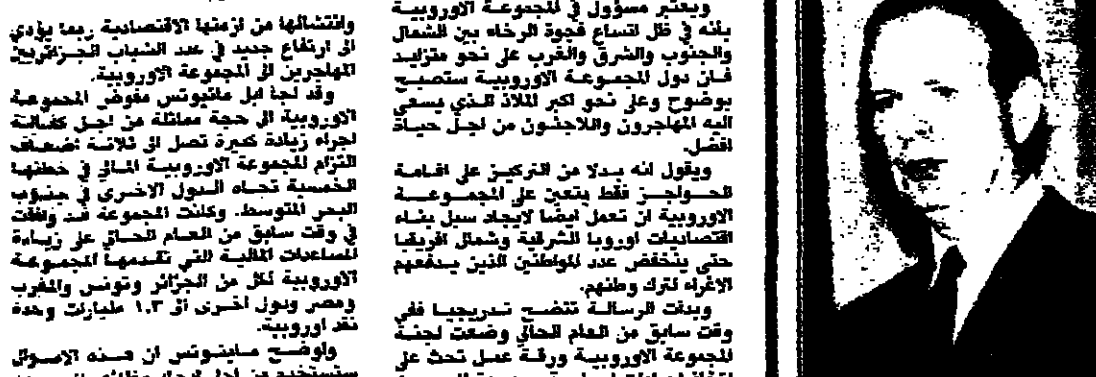 ويعتبر مسؤول في المجموعة الاوروبية
بأنه في ظل اتساع فجوة الرخاء بين الشمال
والجنوب والشرق والغرب على نحو متزايد
فان دول المجموعة الاوروبية ستصبح
بوضوح وعلى نحو اكبر الملاذ الذي يسعى
اليه المهاجرون واللاجئون من اجل حياة
افضل.
ويقول انه بدلا من التركيز على اقامة
الحواجز فقط يتعين على المجموعة
الاوروبية ان تعمل ايضا لايجاد سبل بناء
اقتصاديات اوروبا الشرقية وشمال افريقيا
حتى ينخفض عدد المواطنين الذين يدفعهم
الاغراء لترك وطنهم.
وبدات الرسالة تتضح تدريجيا ففي
وقت سابق من العام الحالي وضعت لجنة
المجموعة الاوروبية ورقة عمل تحث على
وانتشالها من ازمتها الاقتصادية ربما يؤدي
الى ارتفاع جديد في عدد الشباب
المهاجرين الى المجموعة الاوروبية.
وقد لجأ ابل ماتيوتس مفوض المجموعة
الاوروبية الى حجة مماثلة من اجل كفالة
اجراء زيادة كبيرة تصل الى ثلاثة اضعاف
التزام المجموعة الاوروبية المالي في خطتها
الخمسية تجاه الدول الاخرى في جنوب
البحر المتوسط. وكانت المجموعة قد وافقت
في وقت سابق من العام الحالي على زيادة
المساعدات المالية التي تقدمها المجموعة
الاوروبية لكل من الجزائر وتونس والمغرب
ومصر ودول اخرى الى ١.٣ مليارات وحدة
نقد اوروبية.
واوضح ماينوتس ان هذه الاموال